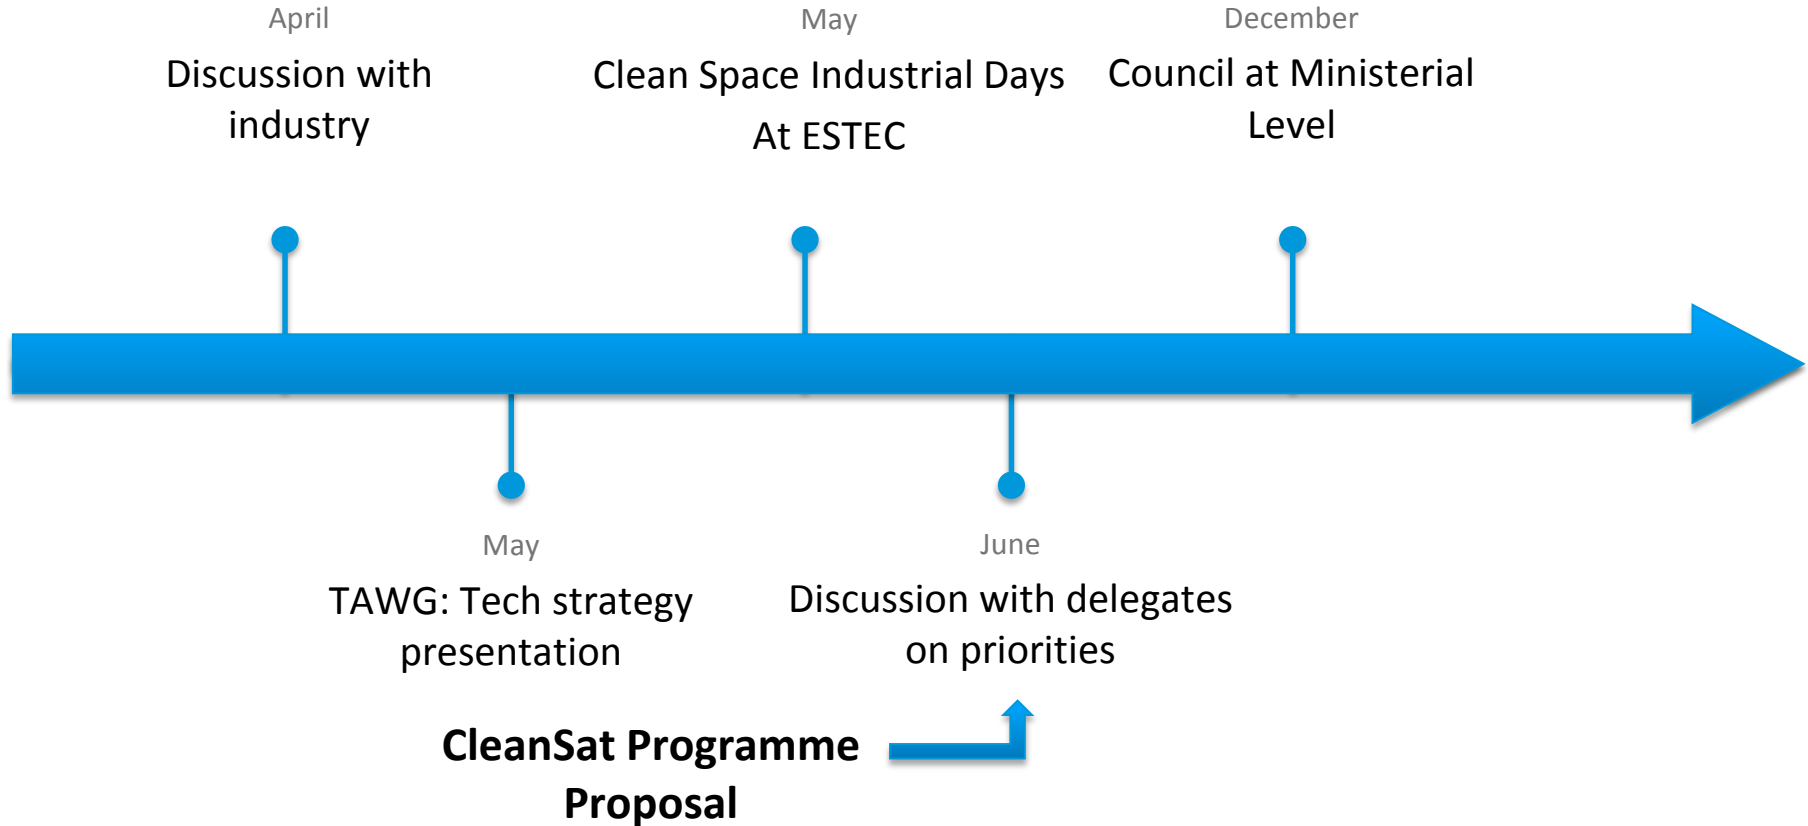 April
Discussion with
industry
May
Clean Space Industrial Days
At ESTEC
December
Council at Ministerial
Level
May
TAWG: Tech strategy
presentation
June
Discussion with delegates
on priorities
CleanSat Programme
Proposal